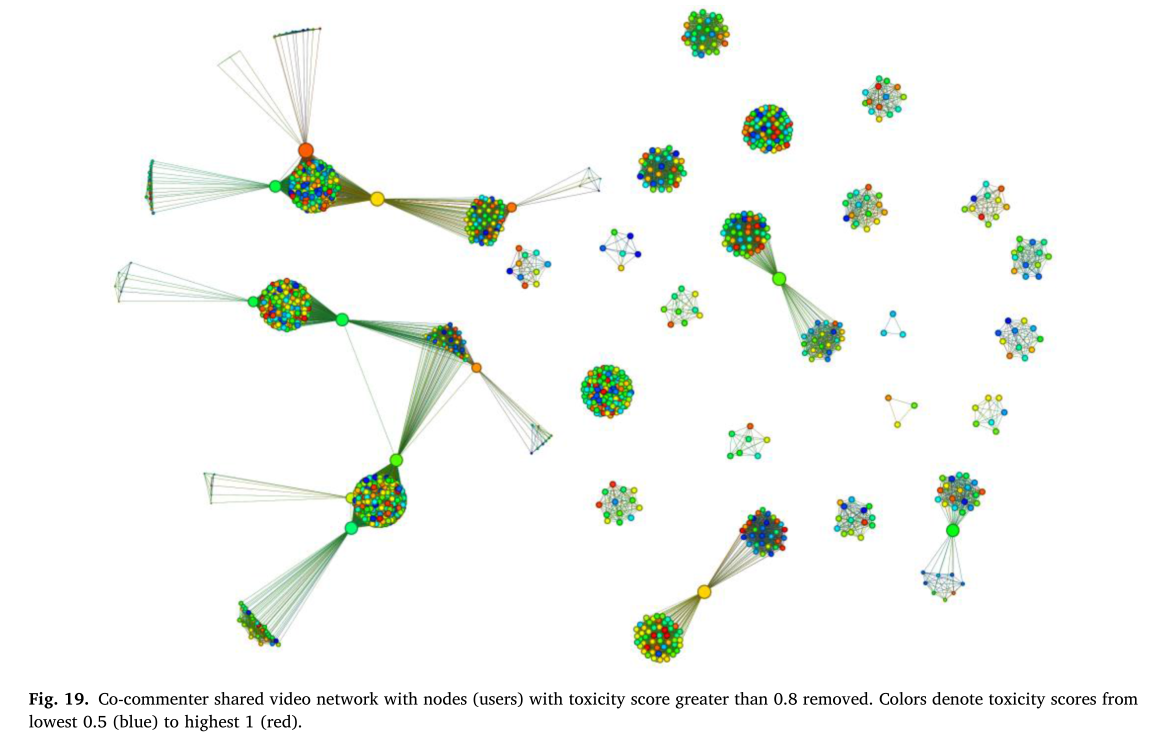 Fig. 19. Co-commenter shared video network with nodes (users) with toxicity score greater than 0.8 removed. Colors denote toxicity scores from
lowest 0.5 (blue) to highest 1 (red).